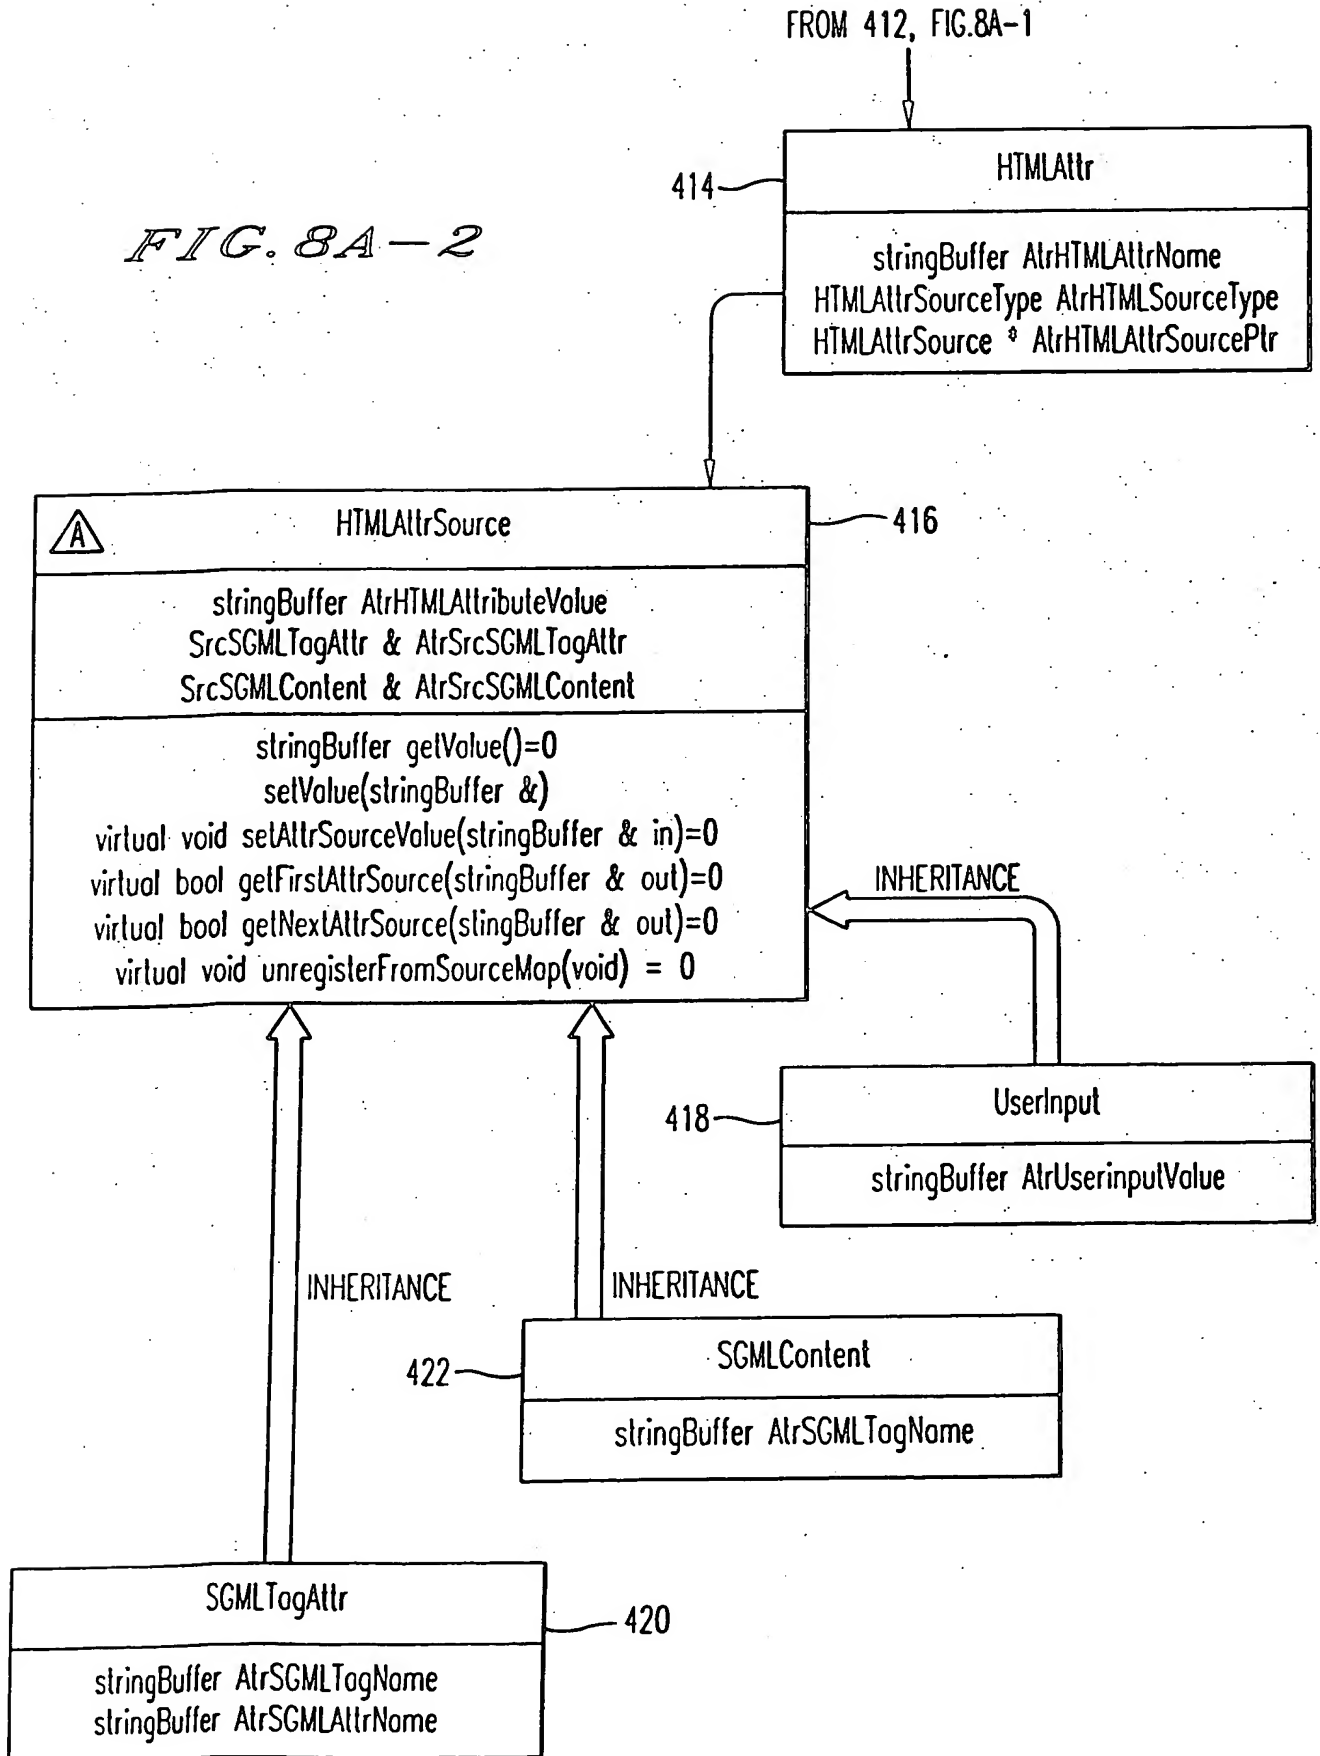 FROM 412, FIG.8A-1
HTMLAttr
414
FIG. 8A-2
stringBuffer AtrHTMLAttrName
HTMLAttrSourceType AtrHTMLSourceType
HTMLAttrSource * AtrHTMLAttrSourcePtr
A
HTMLAttrSource
416
stringBuffer AtrHTMLAttributeValue
SrcSGMLTagAttr & AtrSrcSGMLTagAttr
SrcSGMLContent & AtrSrcSGMLContent
stringBuffer getValue()=0
setValue(stringBuffer &)
virtual void setAttrSourceValue(stringBuffer & in)=0
virtual bool getFirstAttrSource(stringBuffer & out)=0
virtual bool getNextAttrSource(stingBuffer & out)=0
virtual void unregisterFromSourceMap(void) = 0
INHERITANCE
UserInput
418
stringBuffer AtrUserinputValue
INHERITANCE
INHERITANCE
SGMLContent
422
stringBuffer AtrSGMLTagName
SGMLTagAttr
420
stringBuffer AtrSGMLTagName
stringBuffer AtrSGMLAttrName